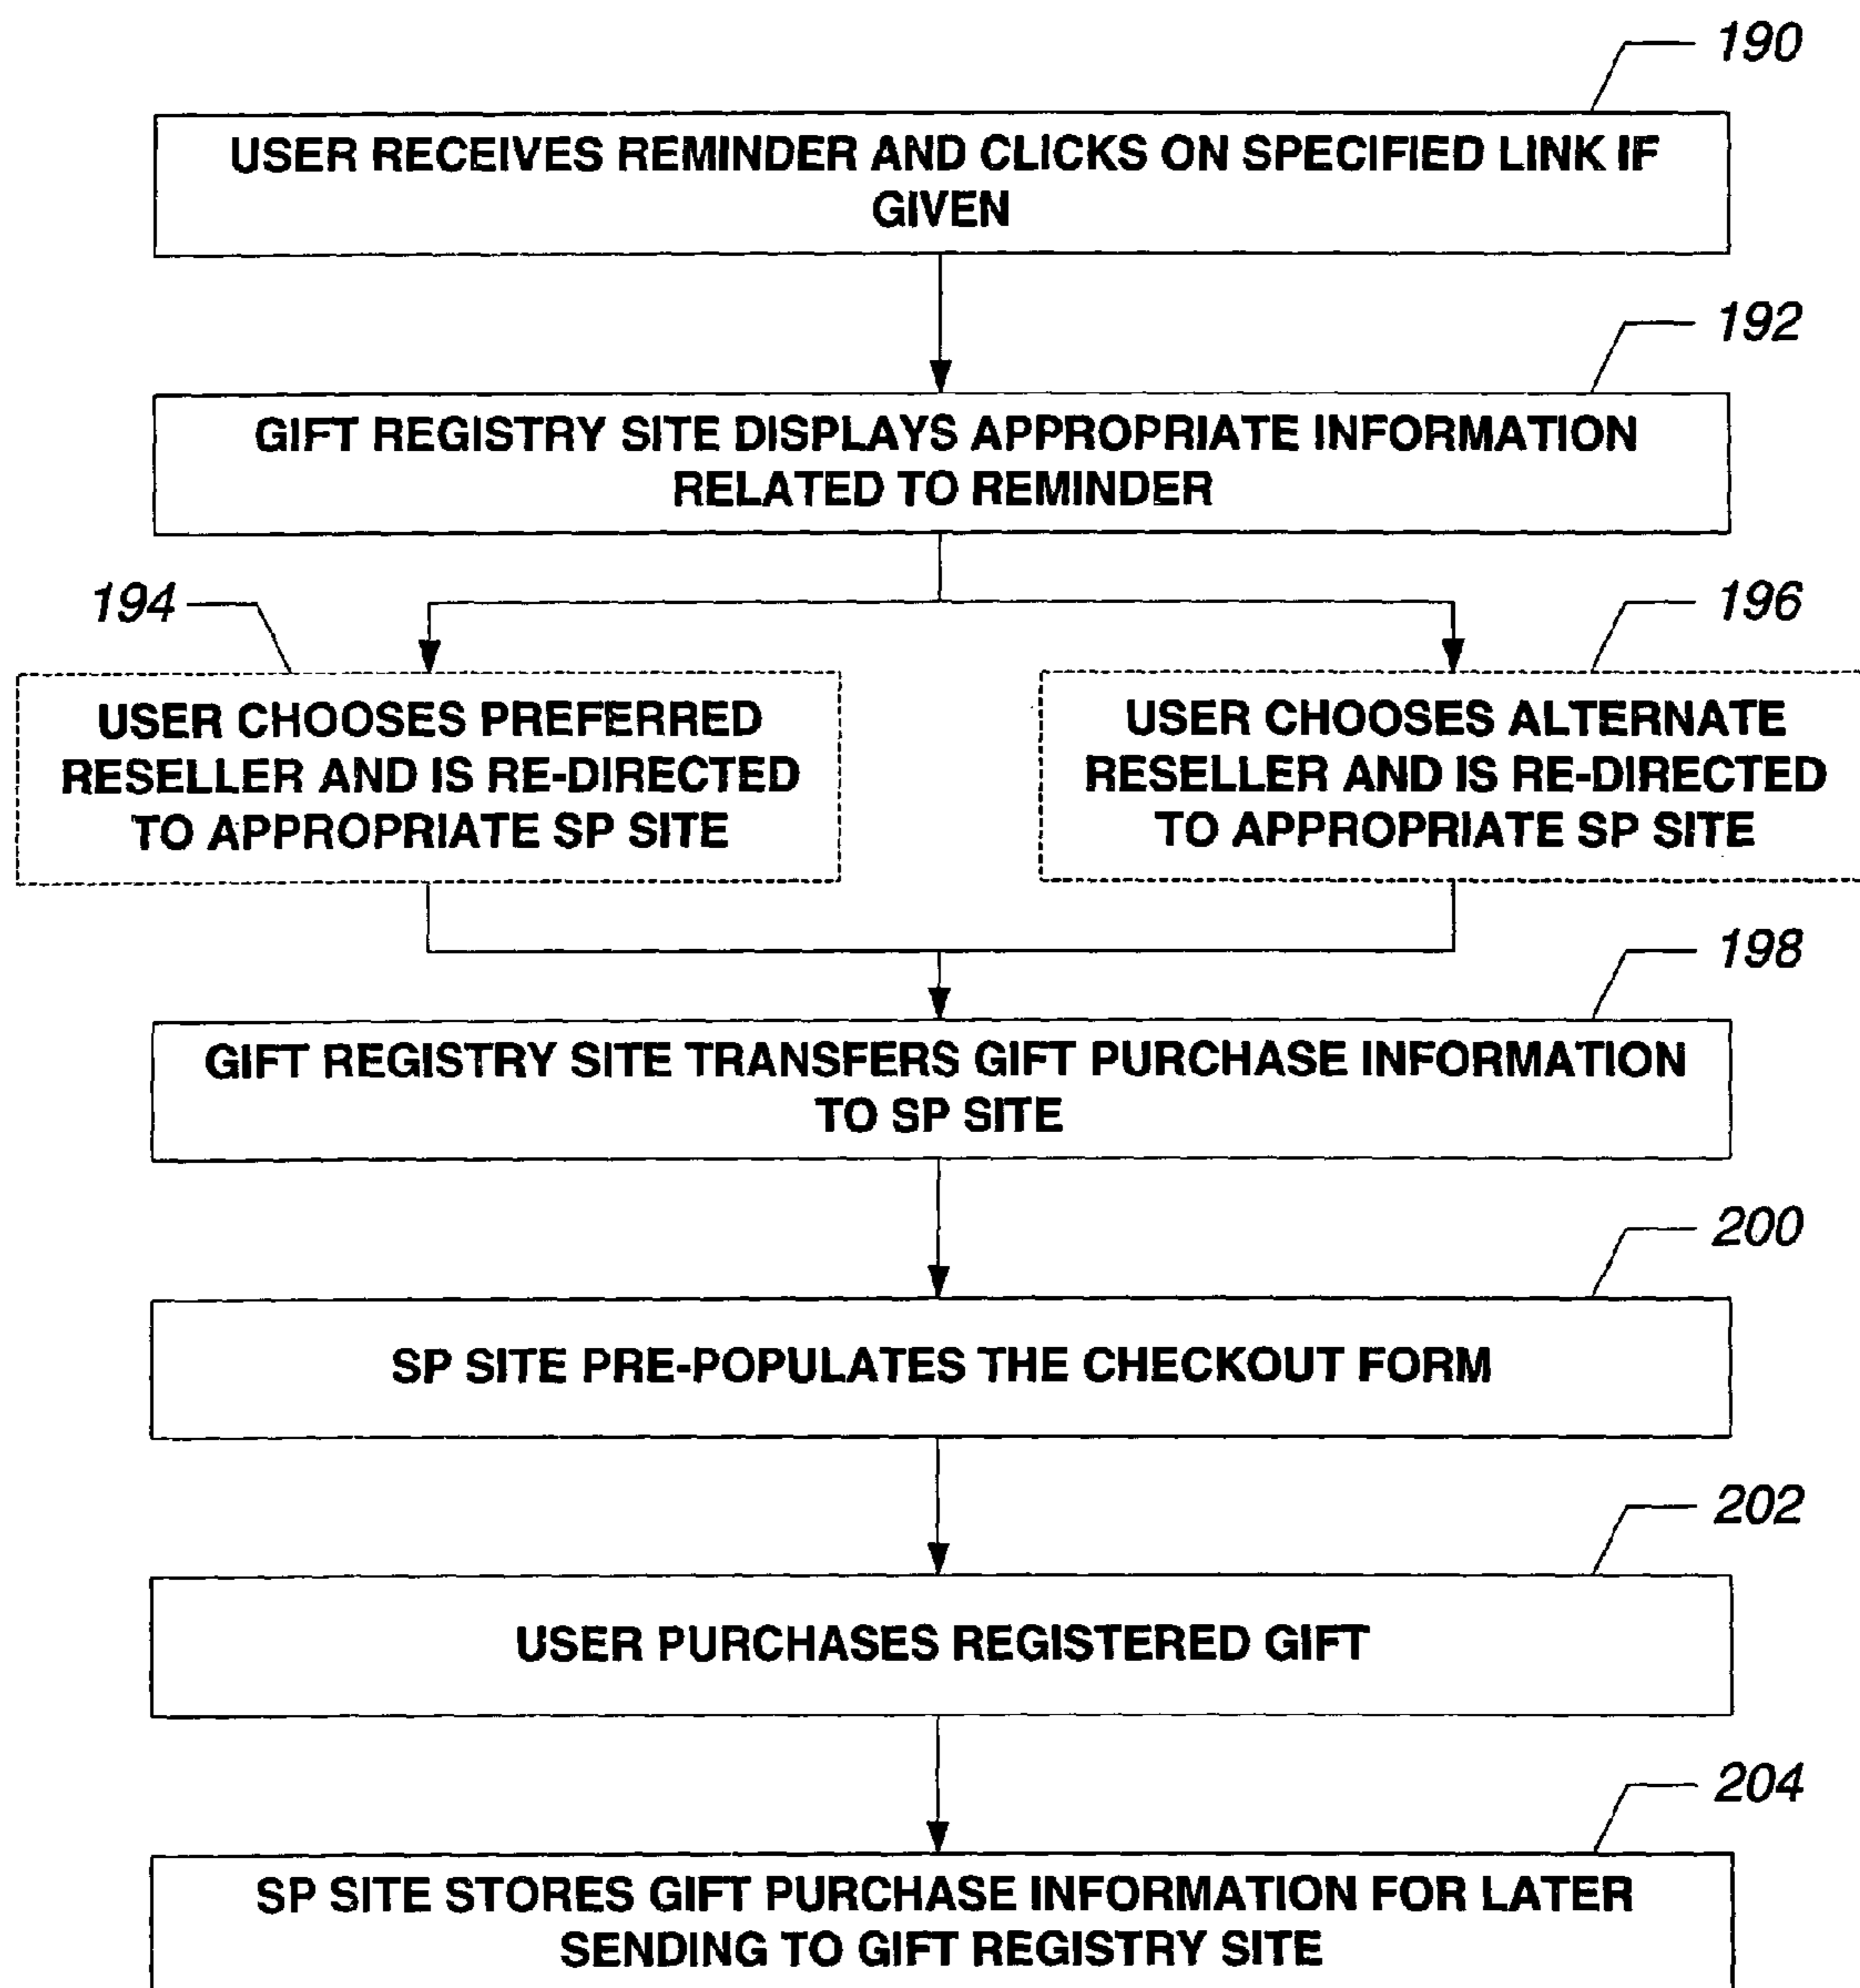 190
USER RECEIVES REMINDER AND CLICKS ON SPECIFIED LINK IF
GIVEN
192
GIFT REGISTRY SITE DISPLAYS APPROPRIATE INFORMATION
RELATED TO REMINDER
194
USER CHOOSES PREFERRED
RESELLER AND IS RE-DIRECTED
TO APPROPRIATE SP SITE
196
USER CHOOSES ALTERNATE
RESELLER AND IS RE-DIRECTED
TO APPROPRIATE SP SITE
198
GIFT REGISTRY SITE TRANSFERS GIFT PURCHASE INFORMATION
TO SP SITE
200
SP SITE PRE-POPULATES THE CHECKOUT FORM
202
USER PURCHASES REGISTERED GIFT
204
SP SITE STORES GIFT PURCHASE INFORMATION FOR LATER
SENDING TO GIFT REGISTRY SITE